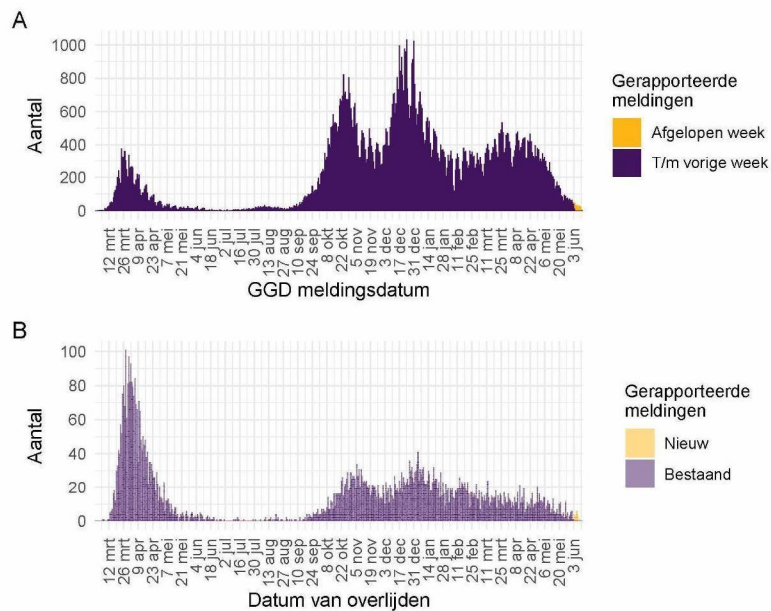 A
1000
800
600
400
200
0
Aantal
12 mrt
26 mrt
9 apr
23 apr
7 mei
21 mei
4 jun
18 jun
2 jul
16 jul
30 jul
13 aug
27 aug
10 sep
24 sep
8 okt
22 okt
5 nov
19 nov
3 dec
17 dec
31 dec
14 jan
28 jan
11 feb
25 feb
11 mrt
25 mrt
8 apr
22 apr
6 mei
20 mei
3 jun
GGD meldingsdatum
Gerapporteerde
meldingen
Afgelopen week
T/m vorige week
B
100
80
60
40
20
0
Aantal
12 mrt
26 mrt
9 apr
23 apr
7 mei
21 mei
4 jun
18 jun
2 jul
16 jul
30 jul
13 aug
27 aug
10 sep
24 sep
8 okt
22 okt
5 nov
19 nov
3 dec
17 dec
31 dec
14 jan
28 jan
11 feb
25 feb
11 mrt
25 mrt
8 apr
22 apr
6 mei
20 mei
3 jun
Datum van overlijden
Gerapporteerde
meldingen
Nieuw
Bestaand